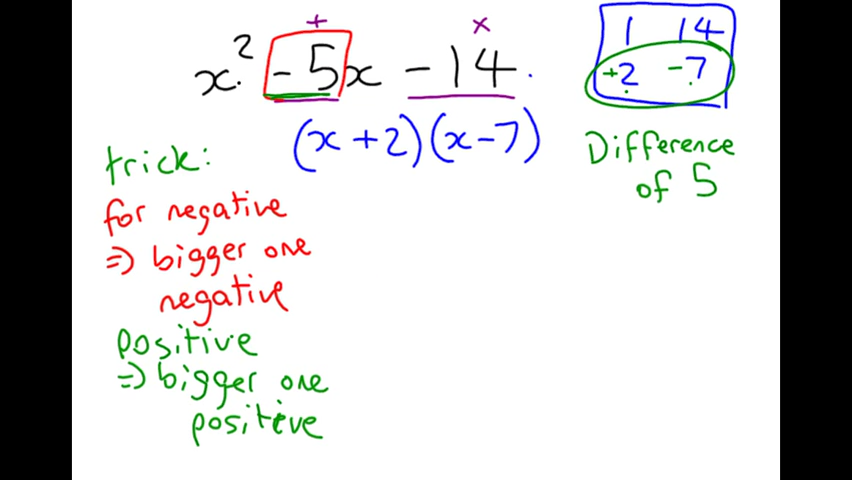 + ×
x² - 5x - 14
(x + 2)(x - 7)
1 14
+2 -7
Difference
of 5
trick:
for negative
⇒ bigger one
negative
positive
⇒ bigger one
positive